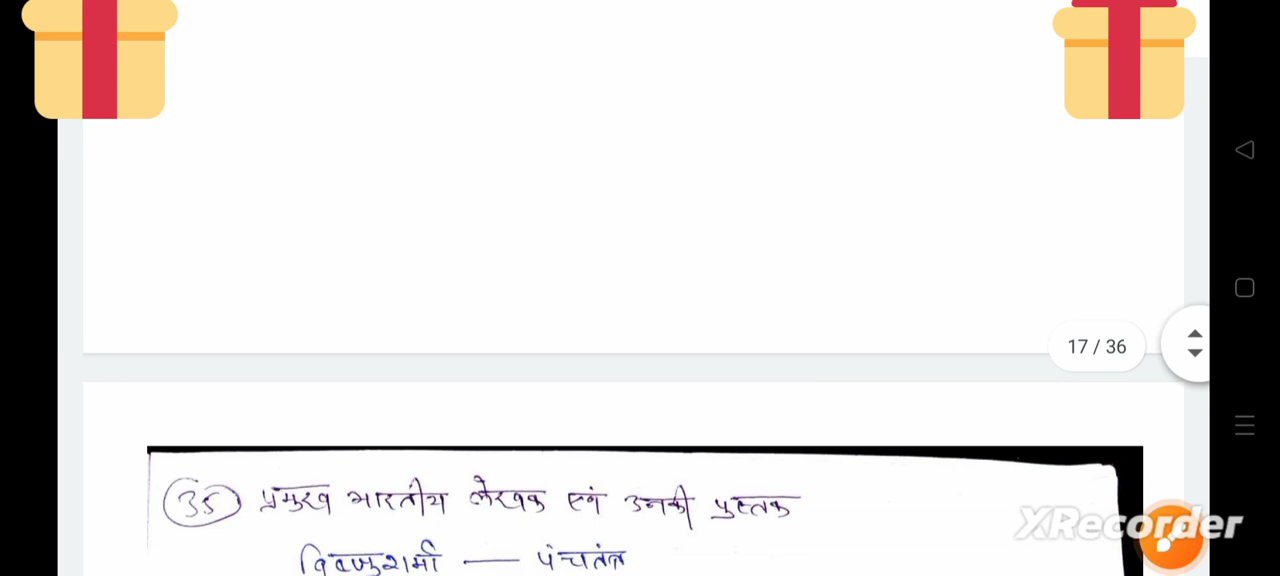 17 / 36
35 प्रमुख भारतीय लेखक एवं उनकी पुस्तक
विष्णुशर्मा — पंचतंत्र
XRecorder